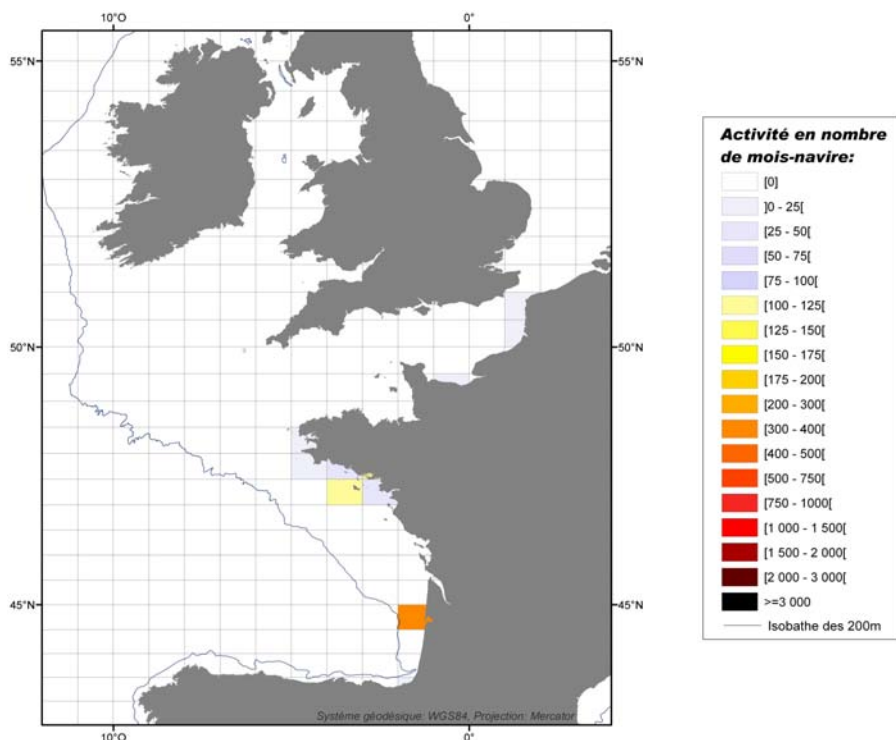 10°O
0°
55°N
55°N
50°N
50°N
45°N
45°N
Système géodésique: WGS84, Projection: Mercator
10°O
0°
Activité en nombre
de mois-navire:
[0]
]0 - 25[
[25 - 50[
[50 - 75[
[75 - 100[
[100 - 125[
[125 - 150[
[150 - 175[
[175 - 200[
[200 - 300[
[300 - 400[
[400 - 500[
[500 - 750[
[750 - 1000[
[1 000 - 1 500[
[1 500 - 2 000[
[2 000 - 3 000[
>=3 000
Isobathe des 200m